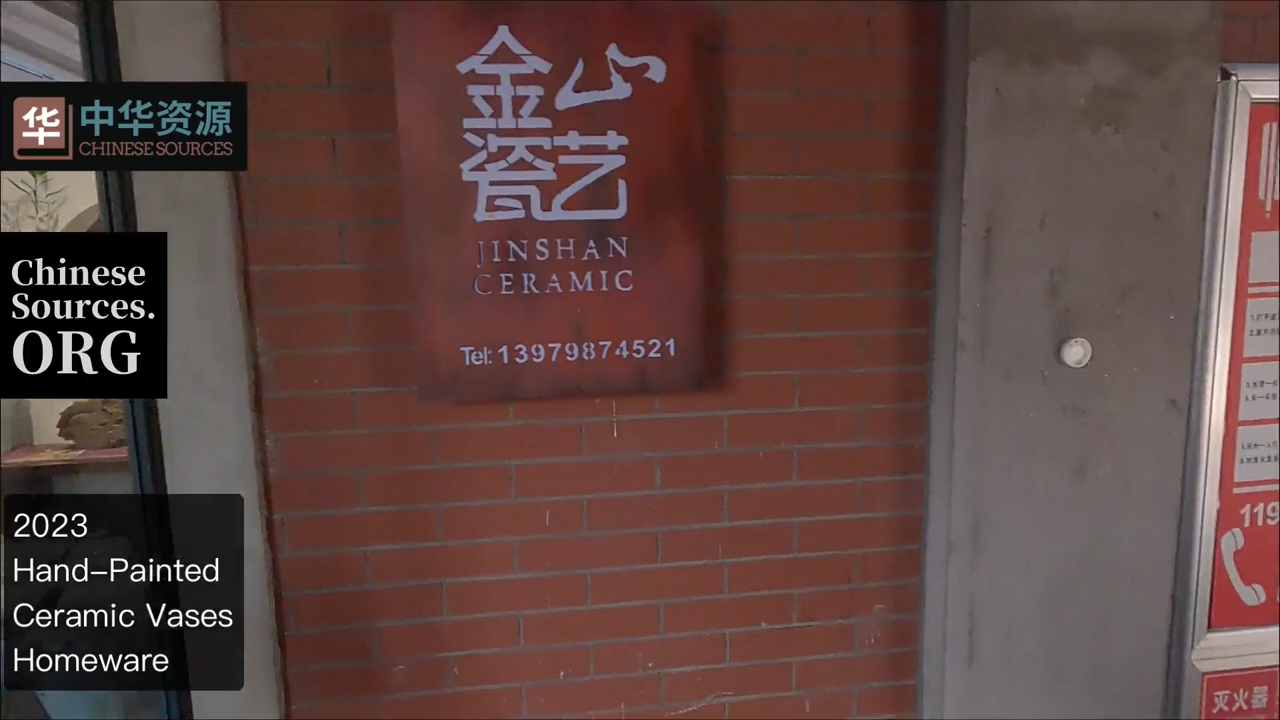 华
中华资源
CHINESE SOURCES
Chinese
Sources.
ORG
2023
Hand-Painted
Ceramic Vases
Homeware
金山
瓷艺
JINSHAN
CERAMIC
Tel: 13979874521
119
灭火器